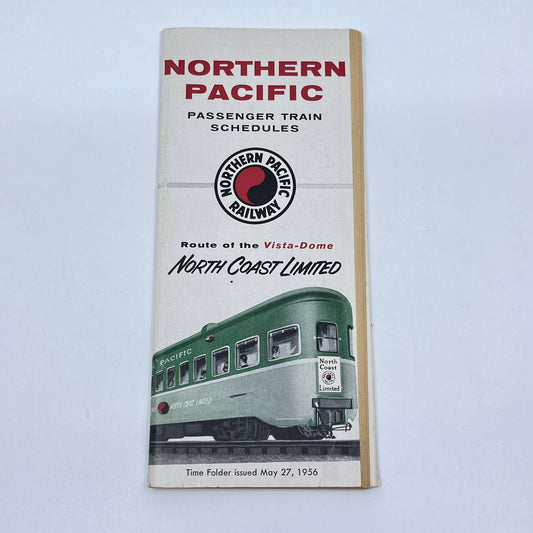 NORTHERN
PACIFIC
PASSENGER TRAIN
SCHEDULES
NORTHERN PACIFIC
RAILWAY
Route of the Vista-Dome
NORTH COAST LIMITED
PACIFIC
NORTH COAST LIMITED
North
Coast
Limited
Time Folder issued May 27, 1956